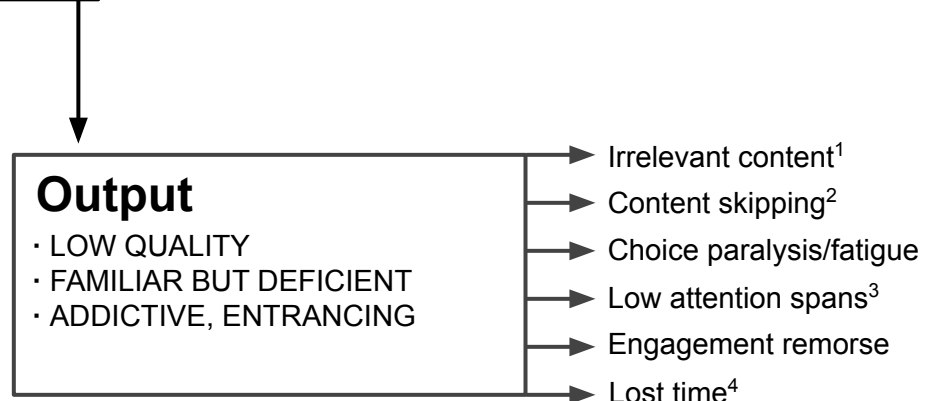 Output
· LOW QUALITY
· FAMILIAR BUT DEFICIENT
· ADDICTIVE, ENTRANCING
Irrelevant content¹
Content skipping²
Choice paralysis/fatigue
Low attention spans³
Engagement remorse
Lost time⁴